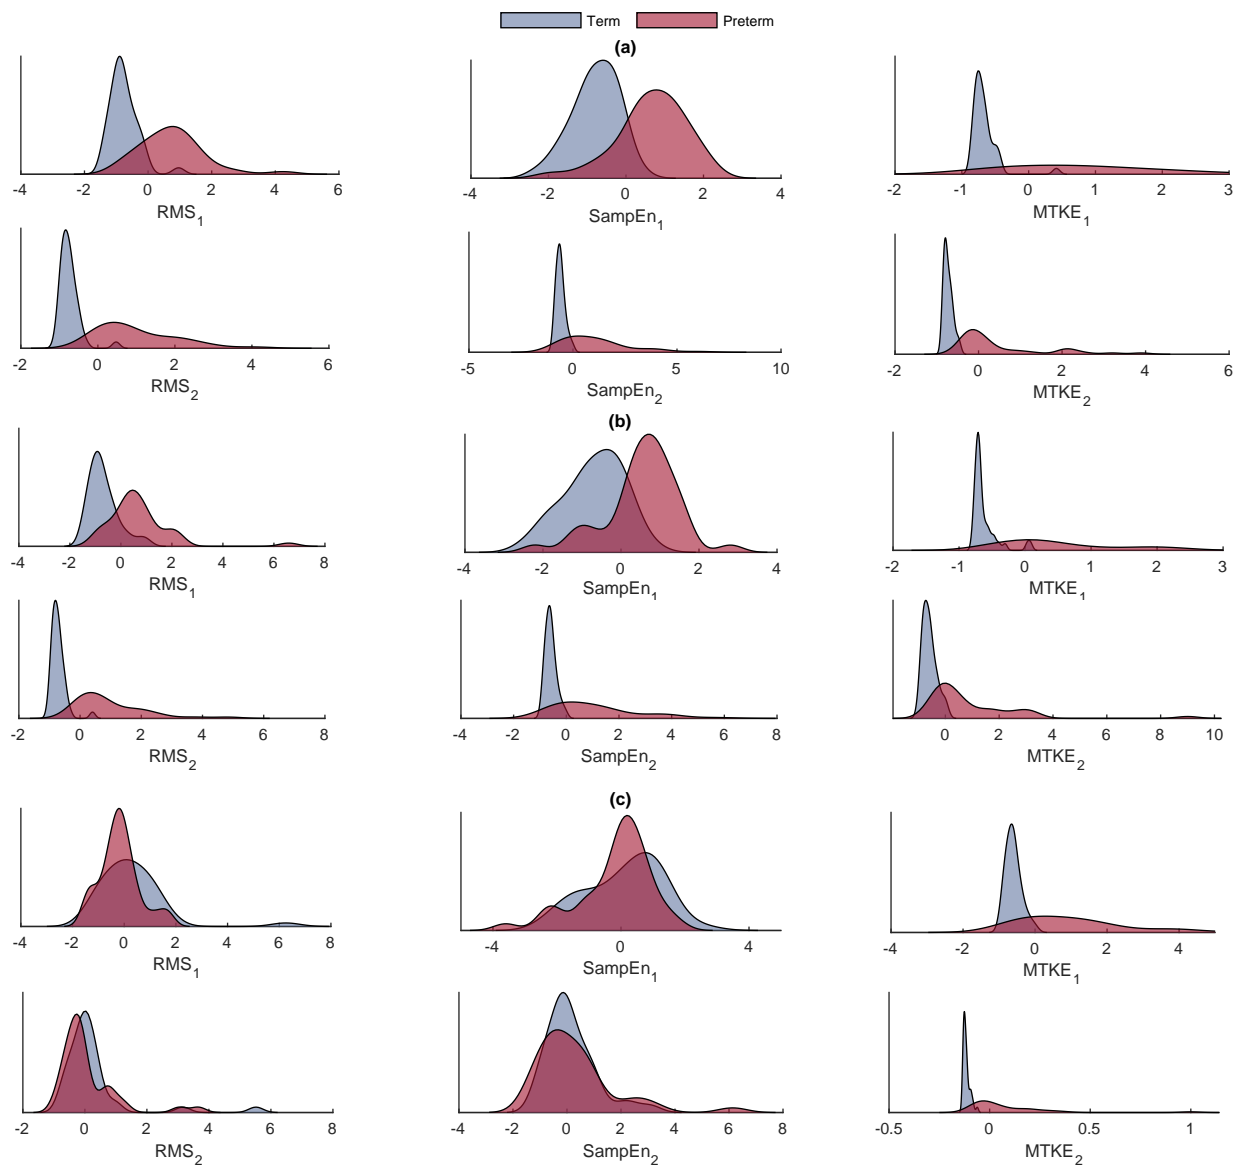 Term Preterm
(a)
-4 -2 0 2 4 6
RMS1
-4 -2 0 2 4
SampEn1
-2 -1 0 1 2 3
MTKE1
-2 0 2 4 6
RMS2
-5 0 5 10
SampEn2
-2 0 2 4 6
MTKE2
(b)
-4 -2 0 2 4 6 8
RMS1
-4 -2 0 2 4
SampEn1
-2 -1 0 1 2 3
MTKE1
-2 0 2 4 6 8
RMS2
-4 -2 0 2 4 6 8
SampEn2
0 2 4 6 8 10
MTKE2
(c)
-4 -2 0 2 4 6 8
RMS1
-4 0 4
SampEn1
-4 -2 0 2 4
MTKE1
-2 0 2 4 6 8
RMS2
-4 -2 0 2 4 6 8
SampEn2
-0.5 0 0.5 1
MTKE2